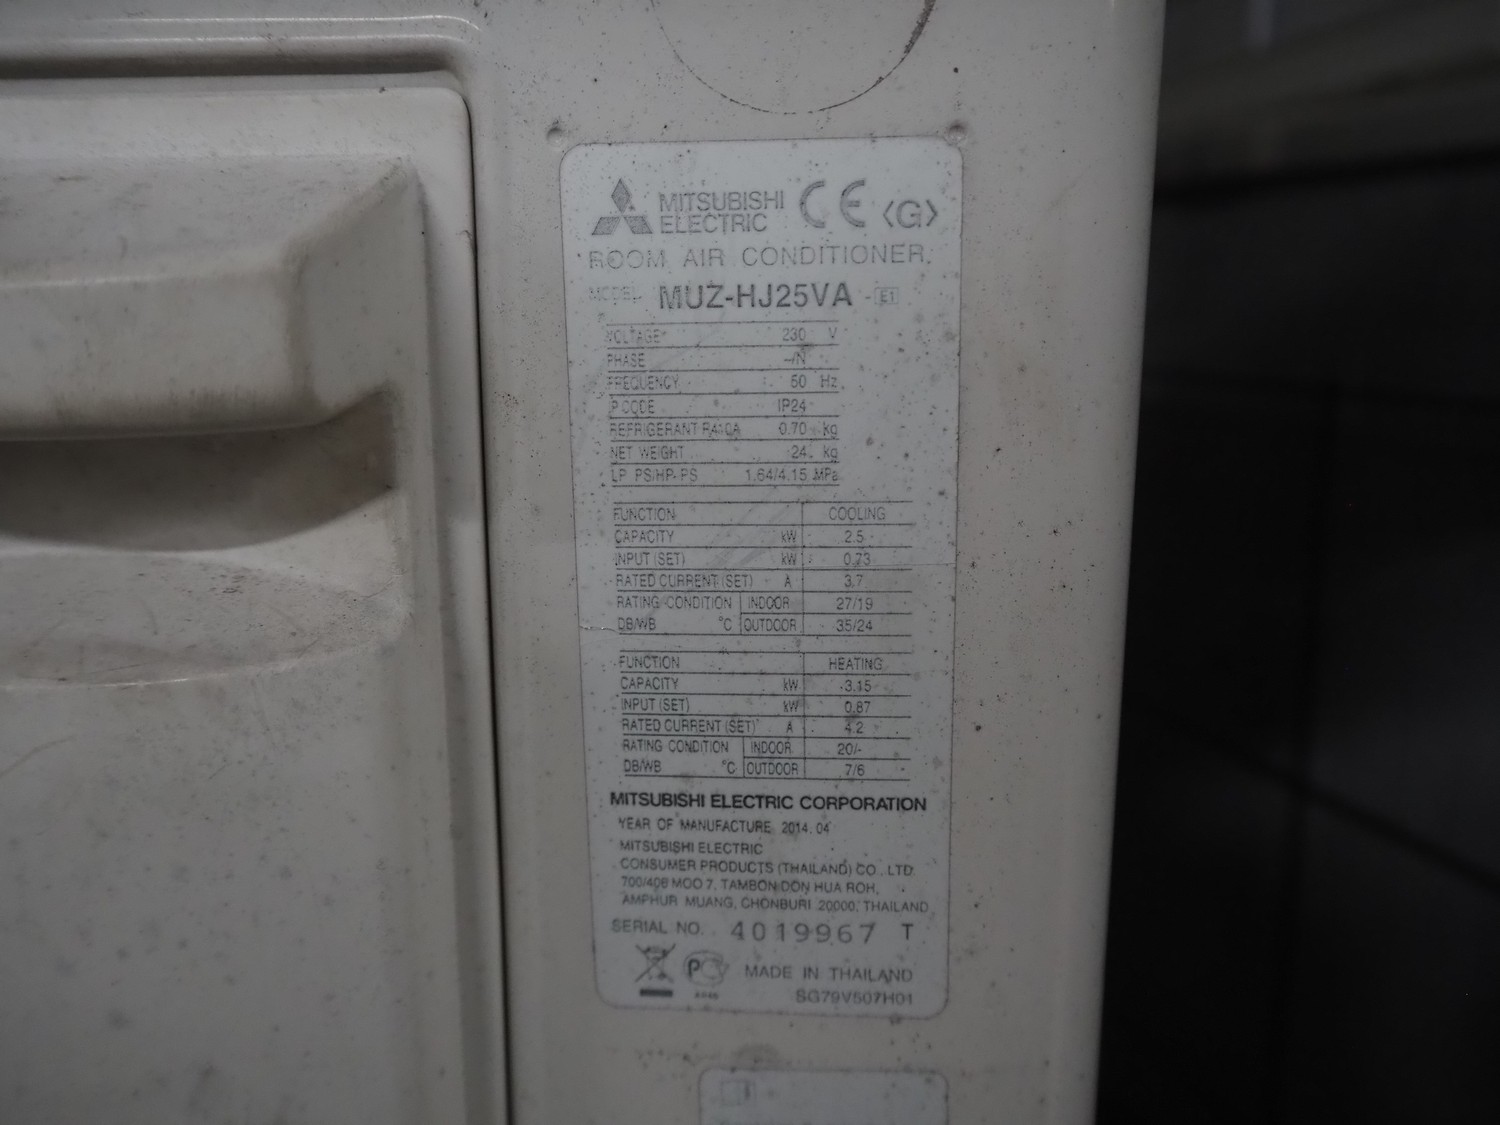 MITSUBISHI ELECTRIC CE <G>
ROOM AIR CONDITIONER
MODEL MUZ-HJ25VA - E1
VOLTAGE 230 V
PHASE ~/N
FREQUENCY 50 Hz
IP CODE IP24
REFRIGERANT R410A 0.70 kg
NET WEIGHT 24 kg
LP PS/HP PS 1.64/4.15 MPa
FUNCTION COOLING
CAPACITY kW 2.5
INPUT (SET) kW 0.73
RATED CURRENT (SET) A 3.7
RATING CONDITION INDOOR 27/19
DB/WB °C OUTDOOR 35/24
FUNCTION HEATING
CAPACITY kW 3.15
INPUT (SET) kW 0.87
RATED CURRENT (SET) A 4.2
RATING CONDITION INDOOR 20/-
DB/WB °C OUTDOOR 7/6
MITSUBISHI ELECTRIC CORPORATION
YEAR OF MANUFACTURE 2014.04
MITSUBISHI ELECTRIC
CONSUMER PRODUCTS (THAILAND) CO., LTD
700/406 MOO 7, TAMBON DON HUA ROH,
AMPHUR MUANG, CHONBURI 20000, THAILAND
SERIAL NO. 4019967 T
MADE IN THAILAND
SG79V507H01